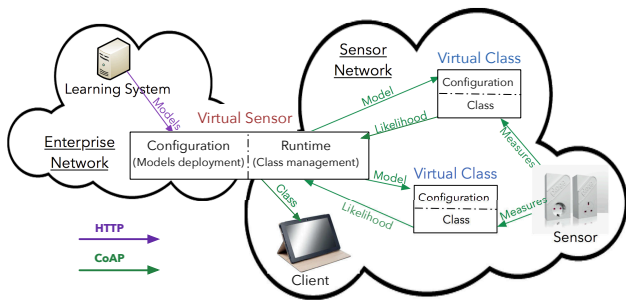 Learning System
Models
Enterprise
Network
Virtual Sensor
Configuration
(Models deployment)
Runtime
(Class management)
Sensor
Network
Virtual Class
Configuration
Class
Model
Likelihood
Measures
Virtual Class
Configuration
Class
Model
Likelihood
Measures
Sensor
Class
Client
HTTP
CoAP